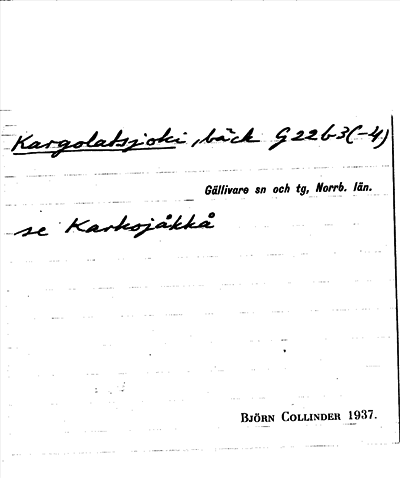 Kargolatsjoki, bäck G22b3(-4)
Gällivare sn och tg, Norrb. län.
se Karksjåkkå
BJÖRN COLLINDER 1937.